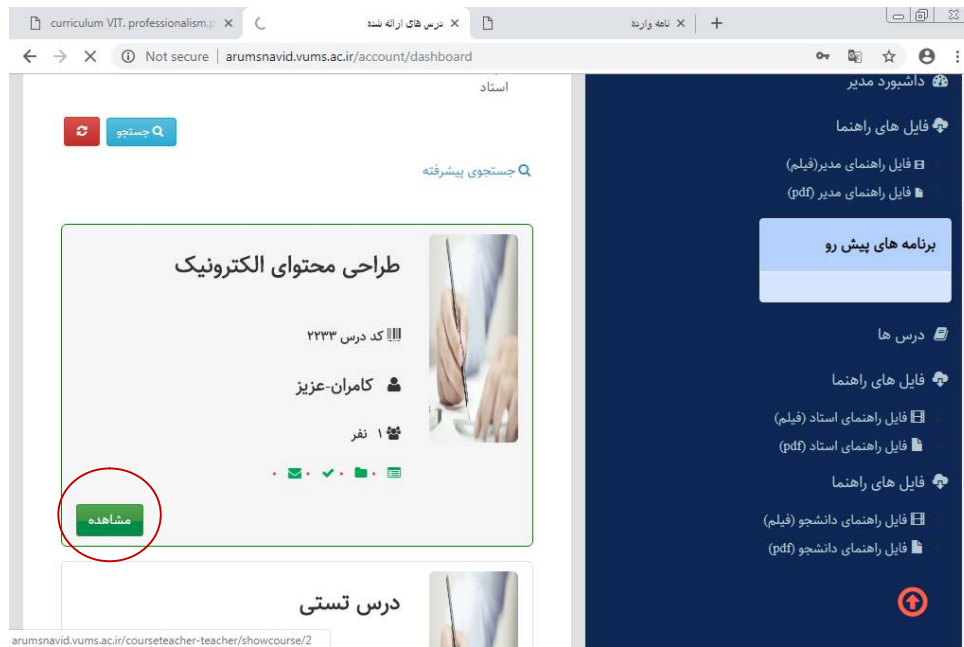 curriculum VIT. professionalism.p
درس های ارائه شده
نامه وارده
Not secure | arumsnavid.vums.ac.ir/account/dashboard
استاد
جستجو
جستجوی پیشرفته
طراحی محتوای الکترونیک
کد درس ۲۲۳۳
کامران-عزیز
۱ نفر
۰ ۰ ۰ ۰
مشاهده
درس تستی
داشبورد مدیر
فایل های راهنما
فایل راهنمای مدیر(فیلم)
فایل راهنمای مدیر (pdf)
برنامه های پیش رو
درس ها
فایل های راهنما
فایل راهنمای استاد (فیلم)
فایل راهنمای استاد (pdf)
فایل های راهنما
فایل راهنمای دانشجو (فیلم)
فایل راهنمای دانشجو (pdf)
arumsnavid.vums.ac.ir/courseteacher-teacher/showcourse/2